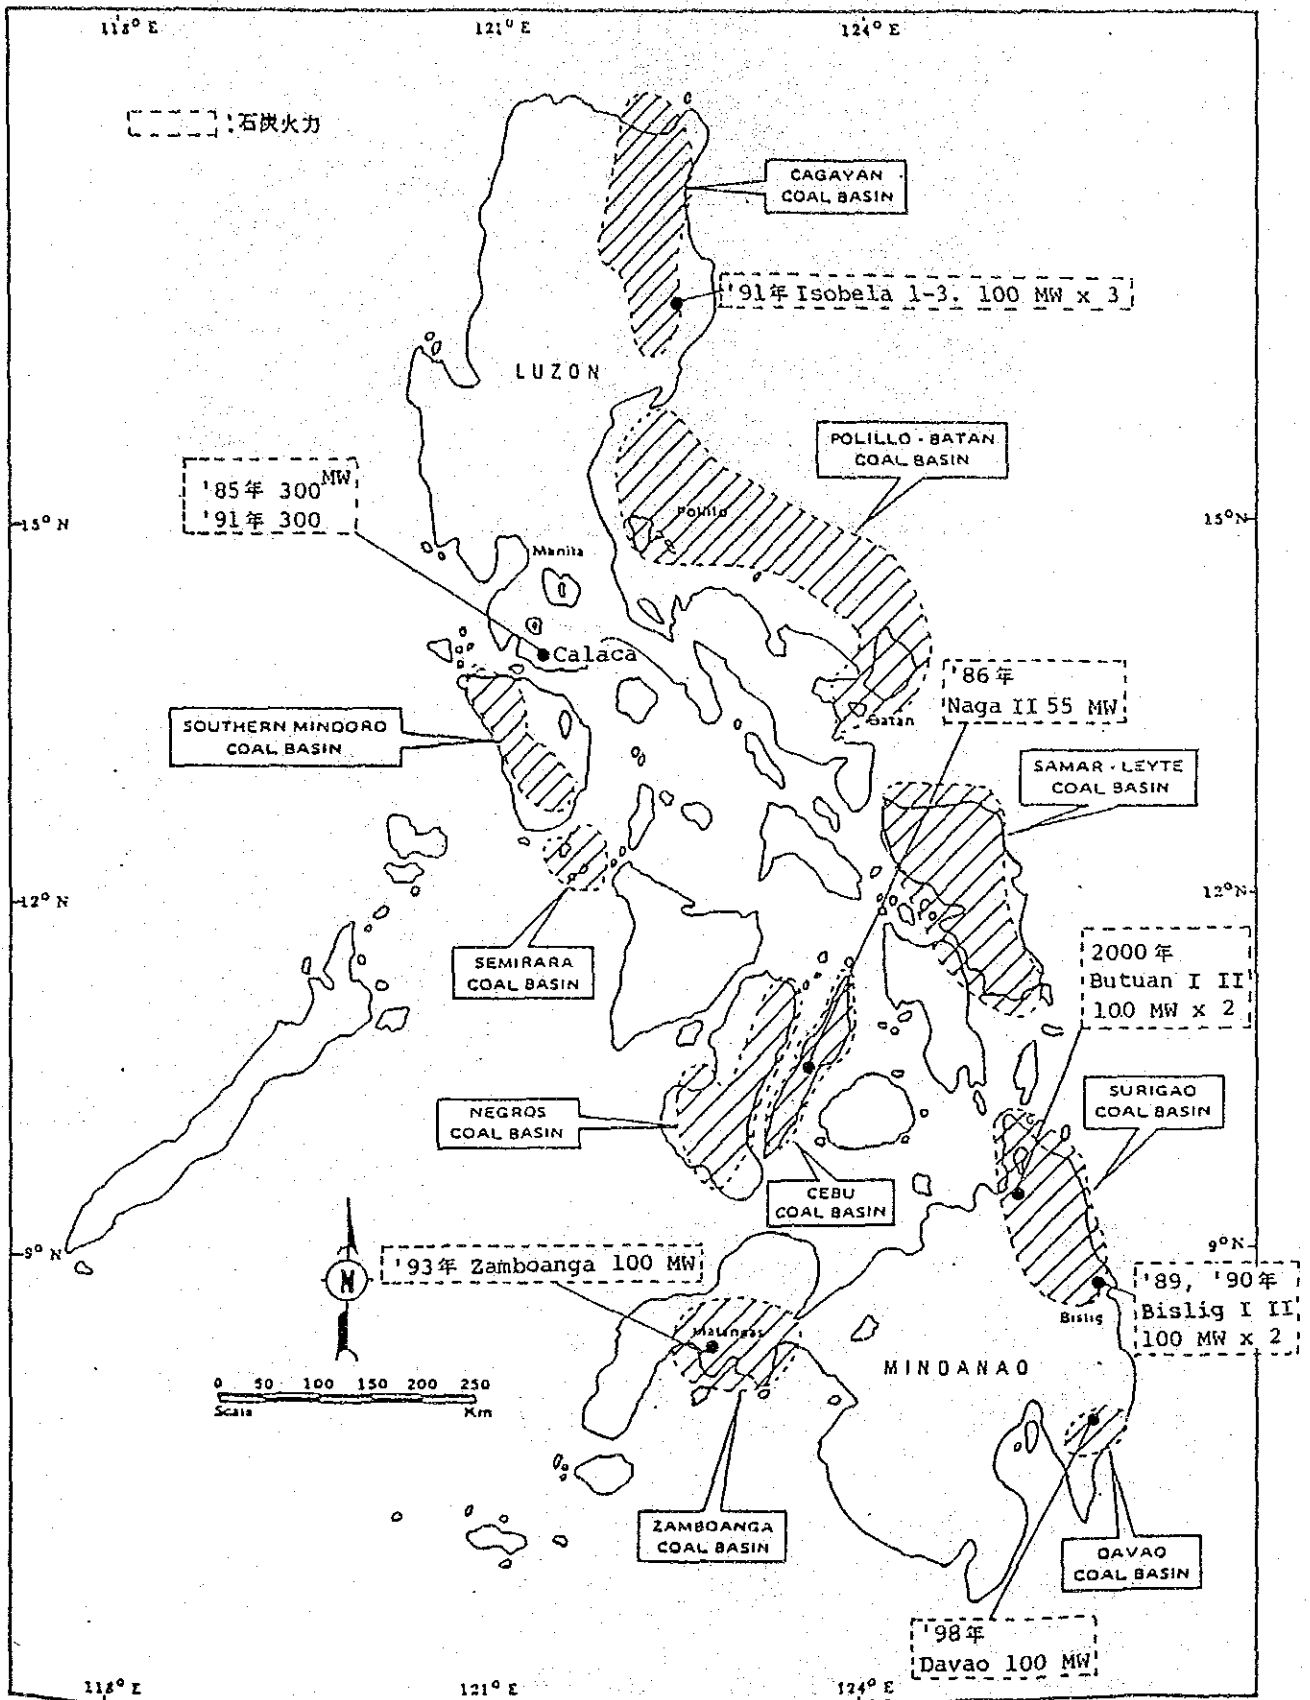 118° E
121° E
124° E
:石炭火力
CAGAYAN
COAL BASIN
'91年 Isobela 1-3. 100 MW x 3
LUZON
POLILLO - BATAN
COAL BASIN
'85年 300 MW
'91年 300
15° N
15° N
Polillo
Manila
Calaca
'86年
Naga II 55 MW
Batan
SOUTHERN MINDORO
COAL BASIN
SAMAR - LEYTE
COAL BASIN
12° N
12° N
SEMIRARA
COAL BASIN
2000年
Butuan I II
100 MW x 2
SURIGAO
COAL BASIN
NEGROS
COAL BASIN
CEBU
COAL BASIN
9° N
9° N
N
'93年 Zamboanga 100 MW
'89, '90年
Bislig I II
100 MW x 2
Bislig
Malangas
MINDANAO
0 50 100 150 200 250
Scale Km
ZAMBOANGA
COAL BASIN
DAVAO
COAL BASIN
'98年
Davao 100 MW
118° E
121° E
124° E